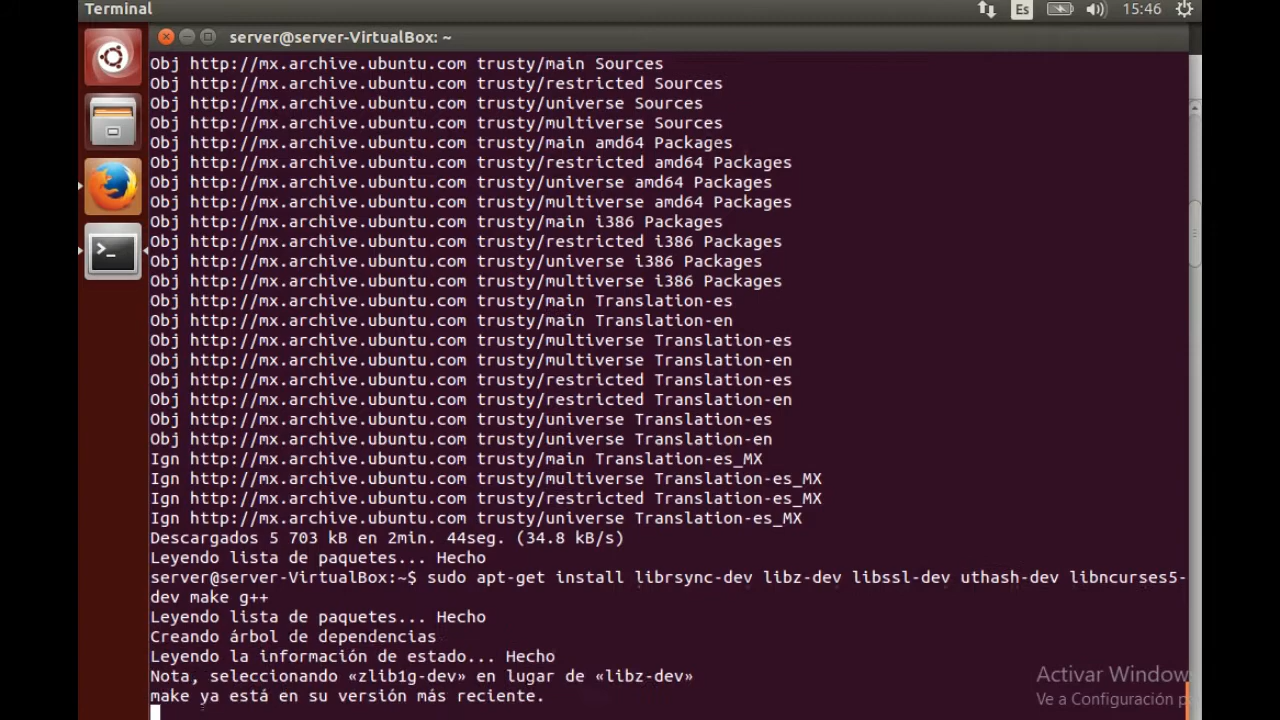 Terminal
Es
15:46
server@server-VirtualBox: ~
Obj http://mx.archive.ubuntu.com trusty/main Sources
Obj http://mx.archive.ubuntu.com trusty/restricted Sources
Obj http://mx.archive.ubuntu.com trusty/universe Sources
Obj http://mx.archive.ubuntu.com trusty/multiverse Sources
Obj http://mx.archive.ubuntu.com trusty/main amd64 Packages
Obj http://mx.archive.ubuntu.com trusty/restricted amd64 Packages
Obj http://mx.archive.ubuntu.com trusty/universe amd64 Packages
Obj http://mx.archive.ubuntu.com trusty/multiverse amd64 Packages
Obj http://mx.archive.ubuntu.com trusty/main i386 Packages
Obj http://mx.archive.ubuntu.com trusty/restricted i386 Packages
Obj http://mx.archive.ubuntu.com trusty/universe i386 Packages
Obj http://mx.archive.ubuntu.com trusty/multiverse i386 Packages
Obj http://mx.archive.ubuntu.com trusty/main Translation-es
Obj http://mx.archive.ubuntu.com trusty/main Translation-en
Obj http://mx.archive.ubuntu.com trusty/multiverse Translation-es
Obj http://mx.archive.ubuntu.com trusty/multiverse Translation-en
Obj http://mx.archive.ubuntu.com trusty/restricted Translation-es
Obj http://mx.archive.ubuntu.com trusty/restricted Translation-en
Obj http://mx.archive.ubuntu.com trusty/universe Translation-es
Obj http://mx.archive.ubuntu.com trusty/universe Translation-en
Ign http://mx.archive.ubuntu.com trusty/main Translation-es_MX
Ign http://mx.archive.ubuntu.com trusty/multiverse Translation-es_MX
Ign http://mx.archive.ubuntu.com trusty/restricted Translation-es_MX
Ign http://mx.archive.ubuntu.com trusty/universe Translation-es_MX
Descargados 5 703 kB en 2min. 44seg. (34.8 kB/s)
Leyendo lista de paquetes... Hecho
server@server-VirtualBox:~$ sudo apt-get install librsync-dev libz-dev libssl-dev uthash-dev libncurses5-
dev make g++
Leyendo lista de paquetes... Hecho
Creando árbol de dependencias
Leyendo la información de estado... Hecho
Nota, seleccionando «zlib1g-dev» en lugar de «libz-dev»
make ya está en su versión más reciente.
Activar Window
Ve a Configuración p